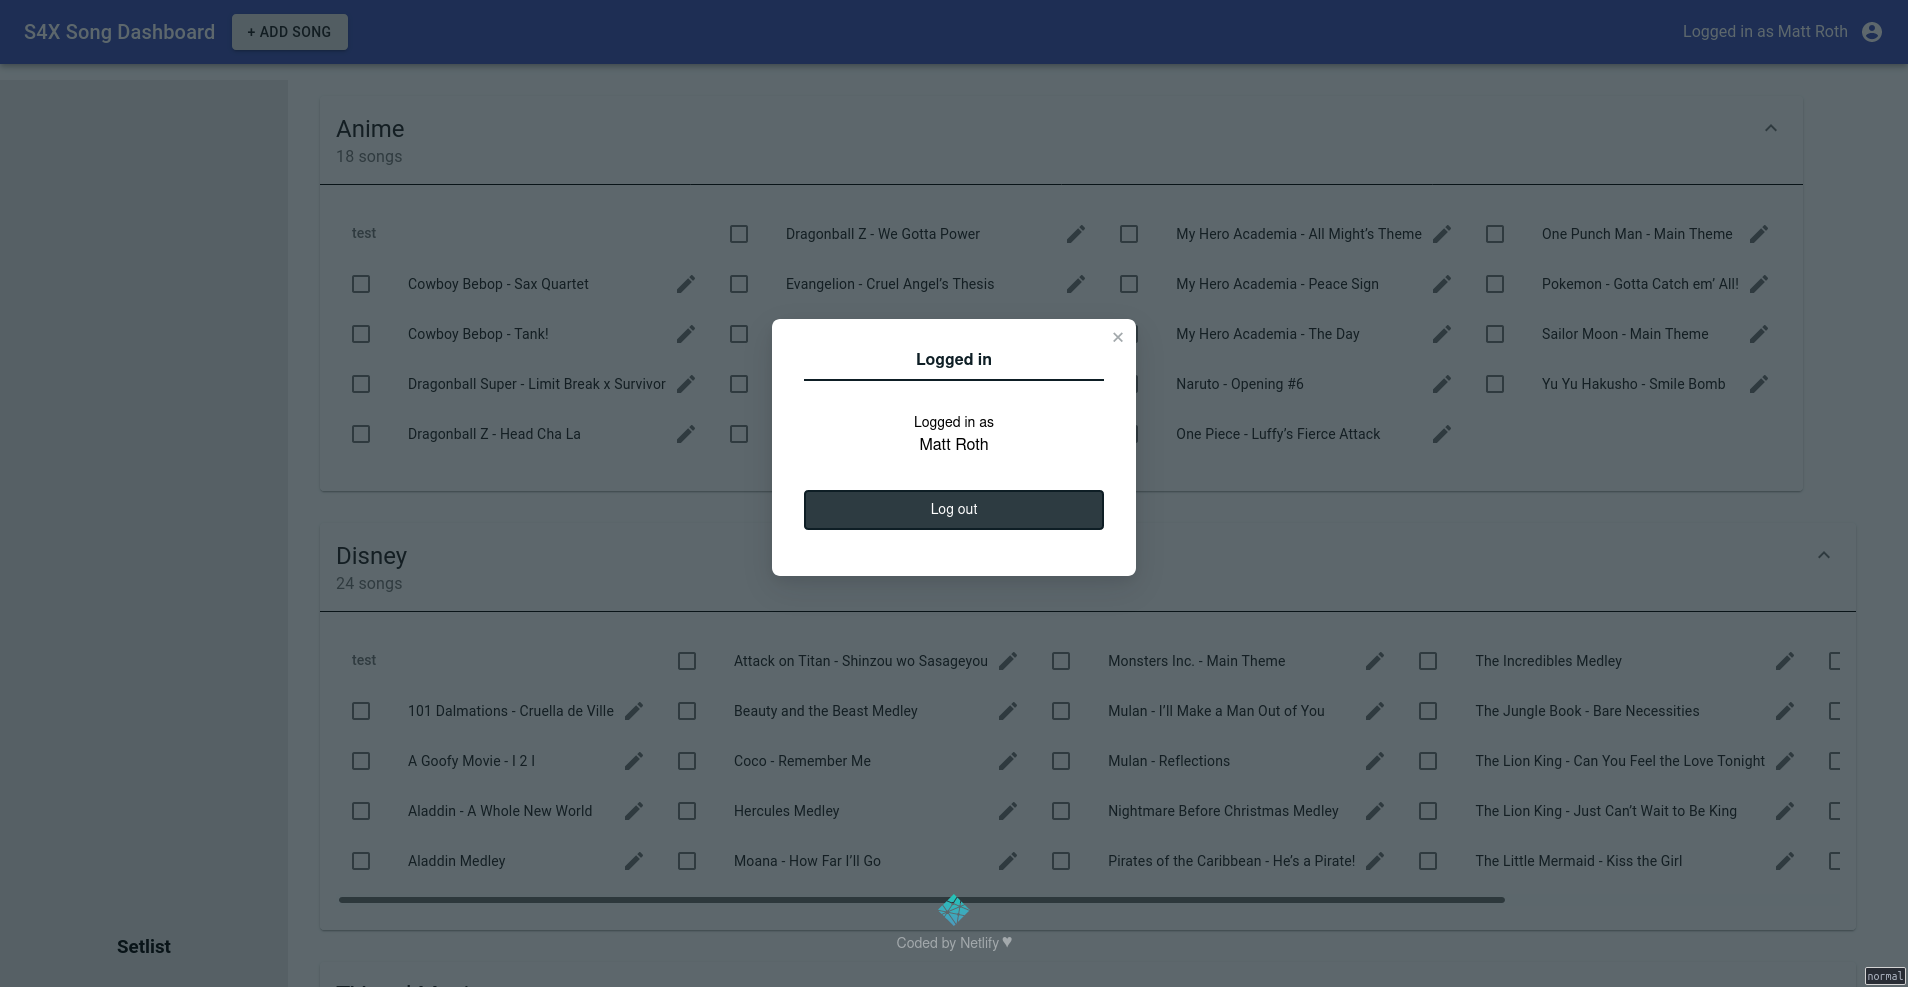 S4X Song Dashboard
+ ADD SONG
Logged in as Matt Roth
Anime
18 songs
test
Dragonball Z - We Gotta Power
My Hero Academia - All Might's Theme
One Punch Man - Main Theme
Cowboy Bebop - Sax Quartet
Evangelion - Cruel Angel's Thesis
My Hero Academia - Peace Sign
Pokemon - Gotta Catch em' All!
Cowboy Bebop - Tank!
My Hero Academia - The Day
Sailor Moon - Main Theme
Dragonball Super - Limit Break x Survivor
Naruto - Opening #6
Yu Yu Hakusho - Smile Bomb
Dragonball Z - Head Cha La
One Piece - Luffy's Fierce Attack
×
Logged in
Logged in as
Matt Roth
Log out
Disney
24 songs
test
Attack on Titan - Shinzou wo Sasageyou
Monsters Inc. - Main Theme
The Incredibles Medley
101 Dalmations - Cruella de Ville
Beauty and the Beast Medley
Mulan - I'll Make a Man Out of You
The Jungle Book - Bare Necessities
A Goofy Movie - I 2 I
Coco - Remember Me
Mulan - Reflections
The Lion King - Can You Feel the Love Tonight
Aladdin - A Whole New World
Hercules Medley
Nightmare Before Christmas Medley
The Lion King - Just Can't Wait to Be King
Aladdin Medley
Moana - How Far I'll Go
Pirates of the Caribbean - He's a Pirate!
The Little Mermaid - Kiss the Girl
Coded by Netlify ♥
Setlist
normal